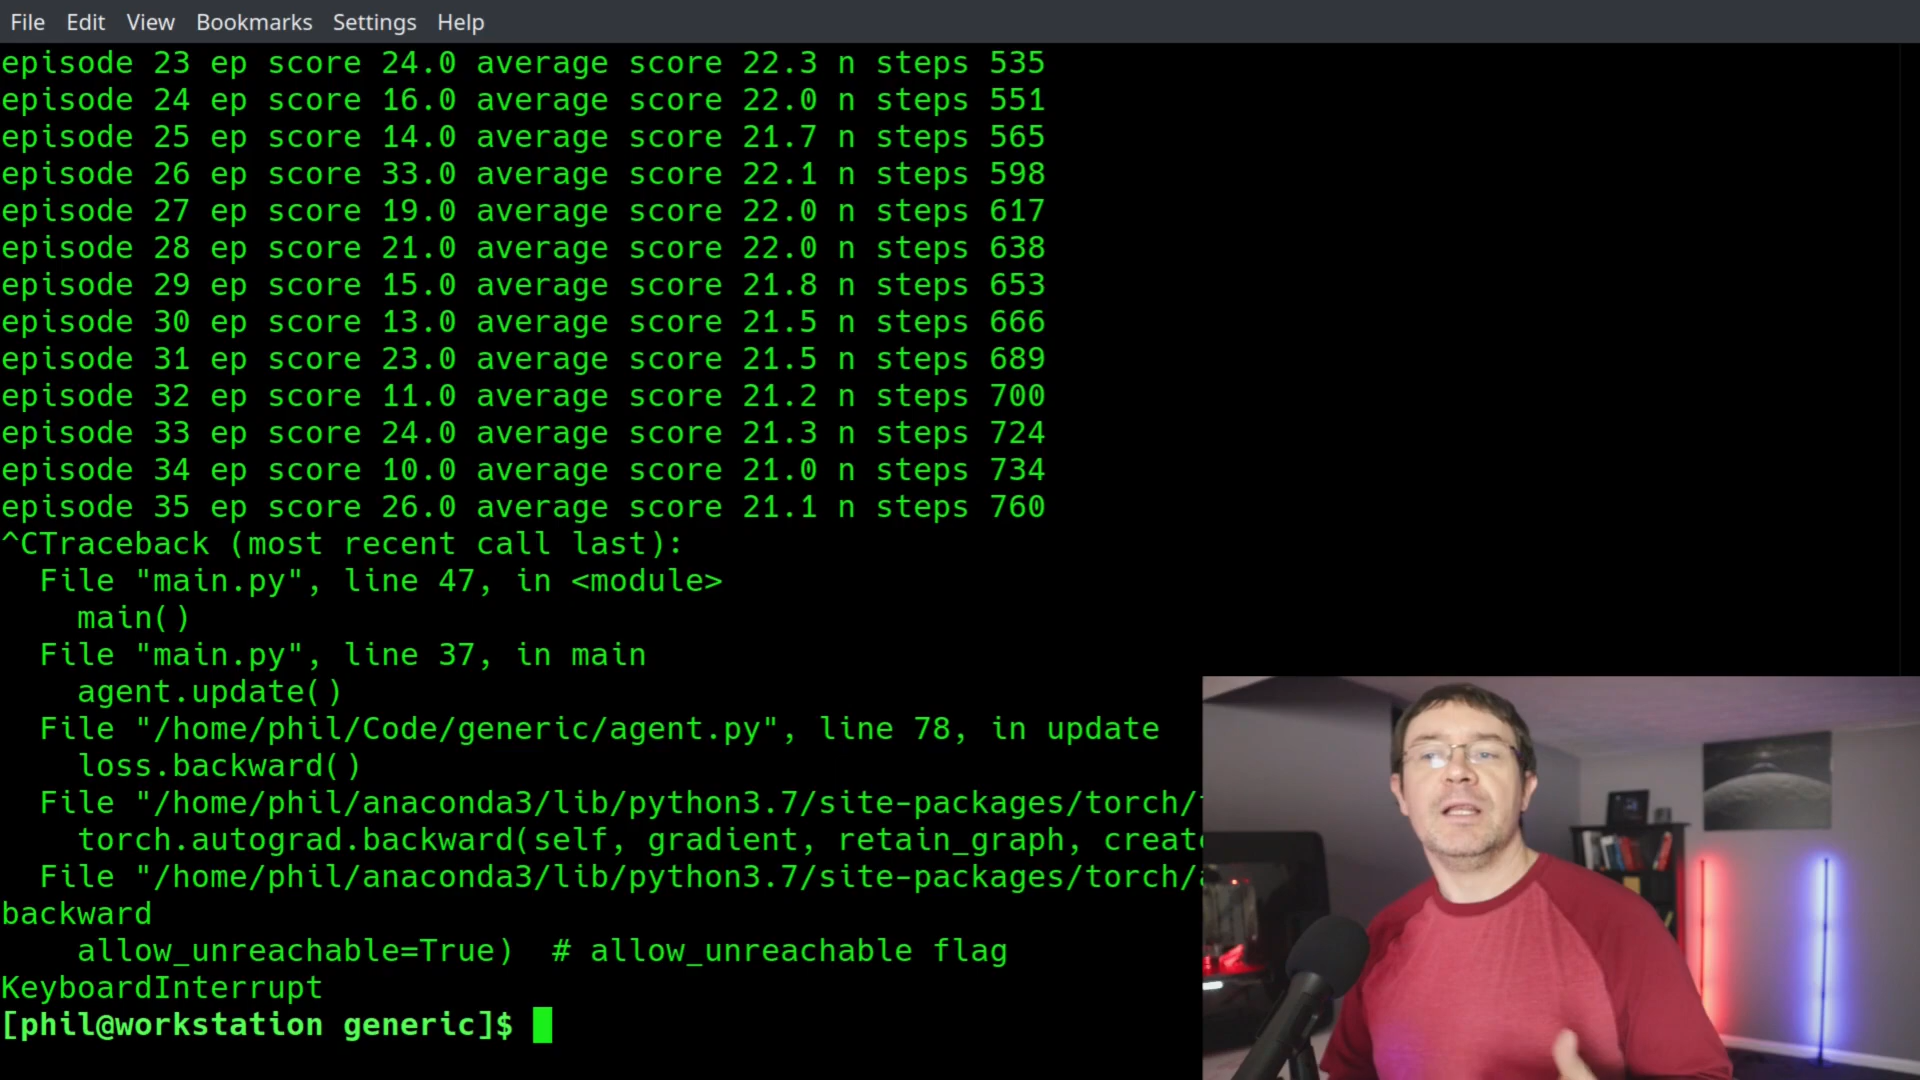 File Edit View Bookmarks Settings Help
episode 23 ep score 24.0 average score 22.3 n steps 535
episode 24 ep score 16.0 average score 22.0 n steps 551
episode 25 ep score 14.0 average score 21.7 n steps 565
episode 26 ep score 33.0 average score 22.1 n steps 598
episode 27 ep score 19.0 average score 22.0 n steps 617
episode 28 ep score 21.0 average score 22.0 n steps 638
episode 29 ep score 15.0 average score 21.8 n steps 653
episode 30 ep score 13.0 average score 21.5 n steps 666
episode 31 ep score 23.0 average score 21.5 n steps 689
episode 32 ep score 11.0 average score 21.2 n steps 700
episode 33 ep score 24.0 average score 21.3 n steps 724
episode 34 ep score 10.0 average score 21.0 n steps 734
episode 35 ep score 26.0 average score 21.1 n steps 760
^CTraceback (most recent call last):
  File "main.py", line 47, in <module>
    main()
  File "main.py", line 37, in main
    agent.update()
  File "/home/phil/Code/generic/agent.py", line 78, in update
    loss.backward()
  File "/home/phil/anaconda3/lib/python3.7/site-packages/torch/
    torch.autograd.backward(self, gradient, retain_graph, creat
  File "/home/phil/anaconda3/lib/python3.7/site-packages/torch/
backward
    allow_unreachable=True)  # allow_unreachable flag
KeyboardInterrupt
[phil@workstation generic]$